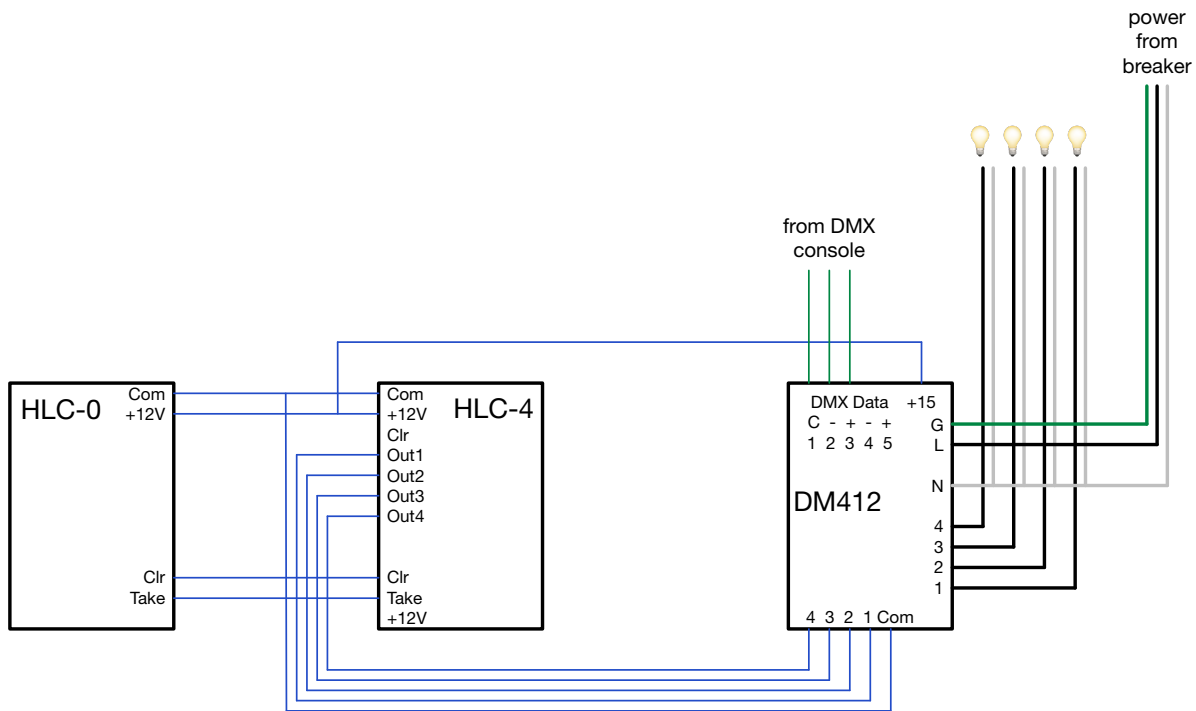 power
from
breaker
from DMX
console
HLC-0
Com
+12V
Clr
Take
HLC-4
Com
+12V
Clr
Out1
Out2
Out3
Out4
Clr
Take
+12V
DMX Data +15
C - + - +
1 2 3 4 5
G
L
N
DM412
4
3
2
1
4 3 2 1 Com